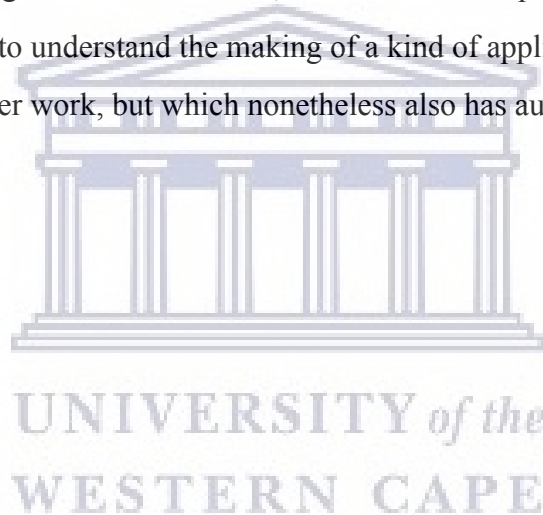 to understand the making of a kind of appl
er work, but which nonetheless also has au
UNIVERSITY of the
WESTERN CAPE